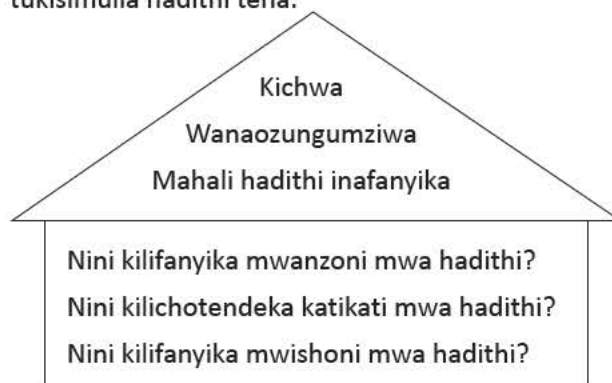 tukisimulia hadithi tena.
Kichwa
Wanaozungumziwa
Mahali hadithi inafanyika
Nini kilifanyika mwanzoni mwa hadithi?
Nini kilichotendeka katikati mwa hadithi?
Nini kilifanyika mwishoni mwa hadithi?